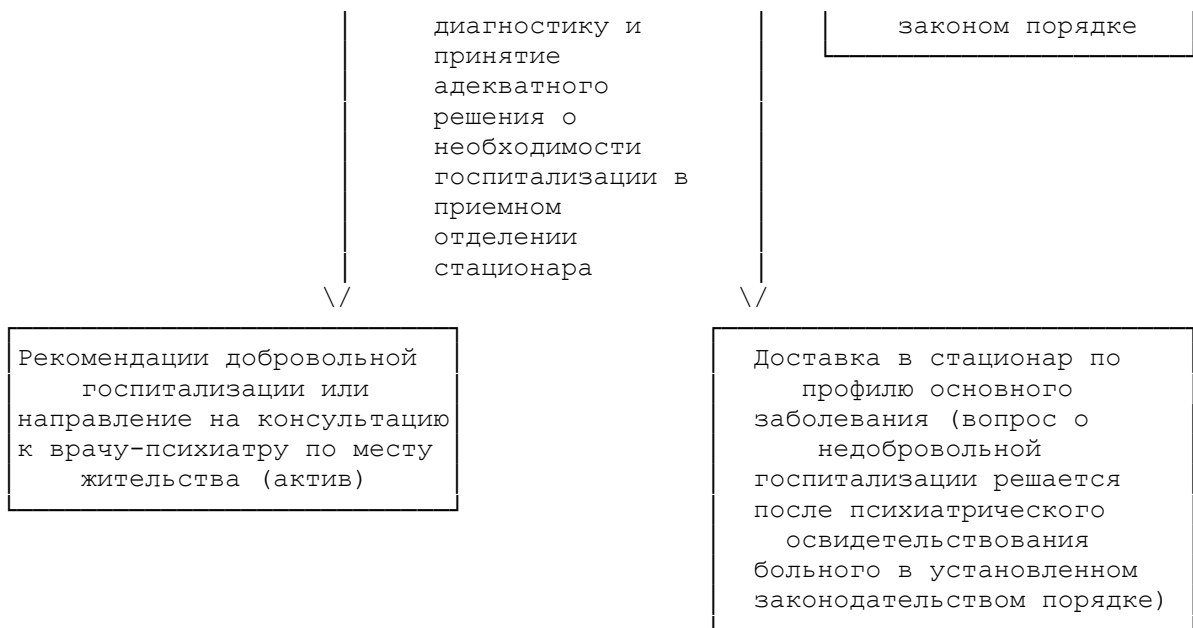 диагностику и
принятие
адекватного
решения о
необходимости
госпитализации в
приемном
отделении
стационара
законом порядке
Рекомендации добровольной
госпитализации или
направление на консультацию
к врачу-психиатру по месту
жительства (актив)
Доставка в стационар по
профилю основного
заболевания (вопрос о
недобровольной
госпитализации решается
после психиатрического
освидетельствования
больного в установленном
законодательством порядке)